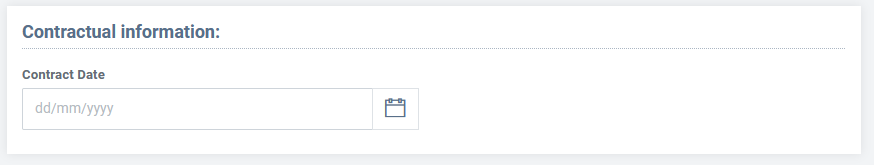 Contractual information:
Contract Date
dd/mm/yyyy